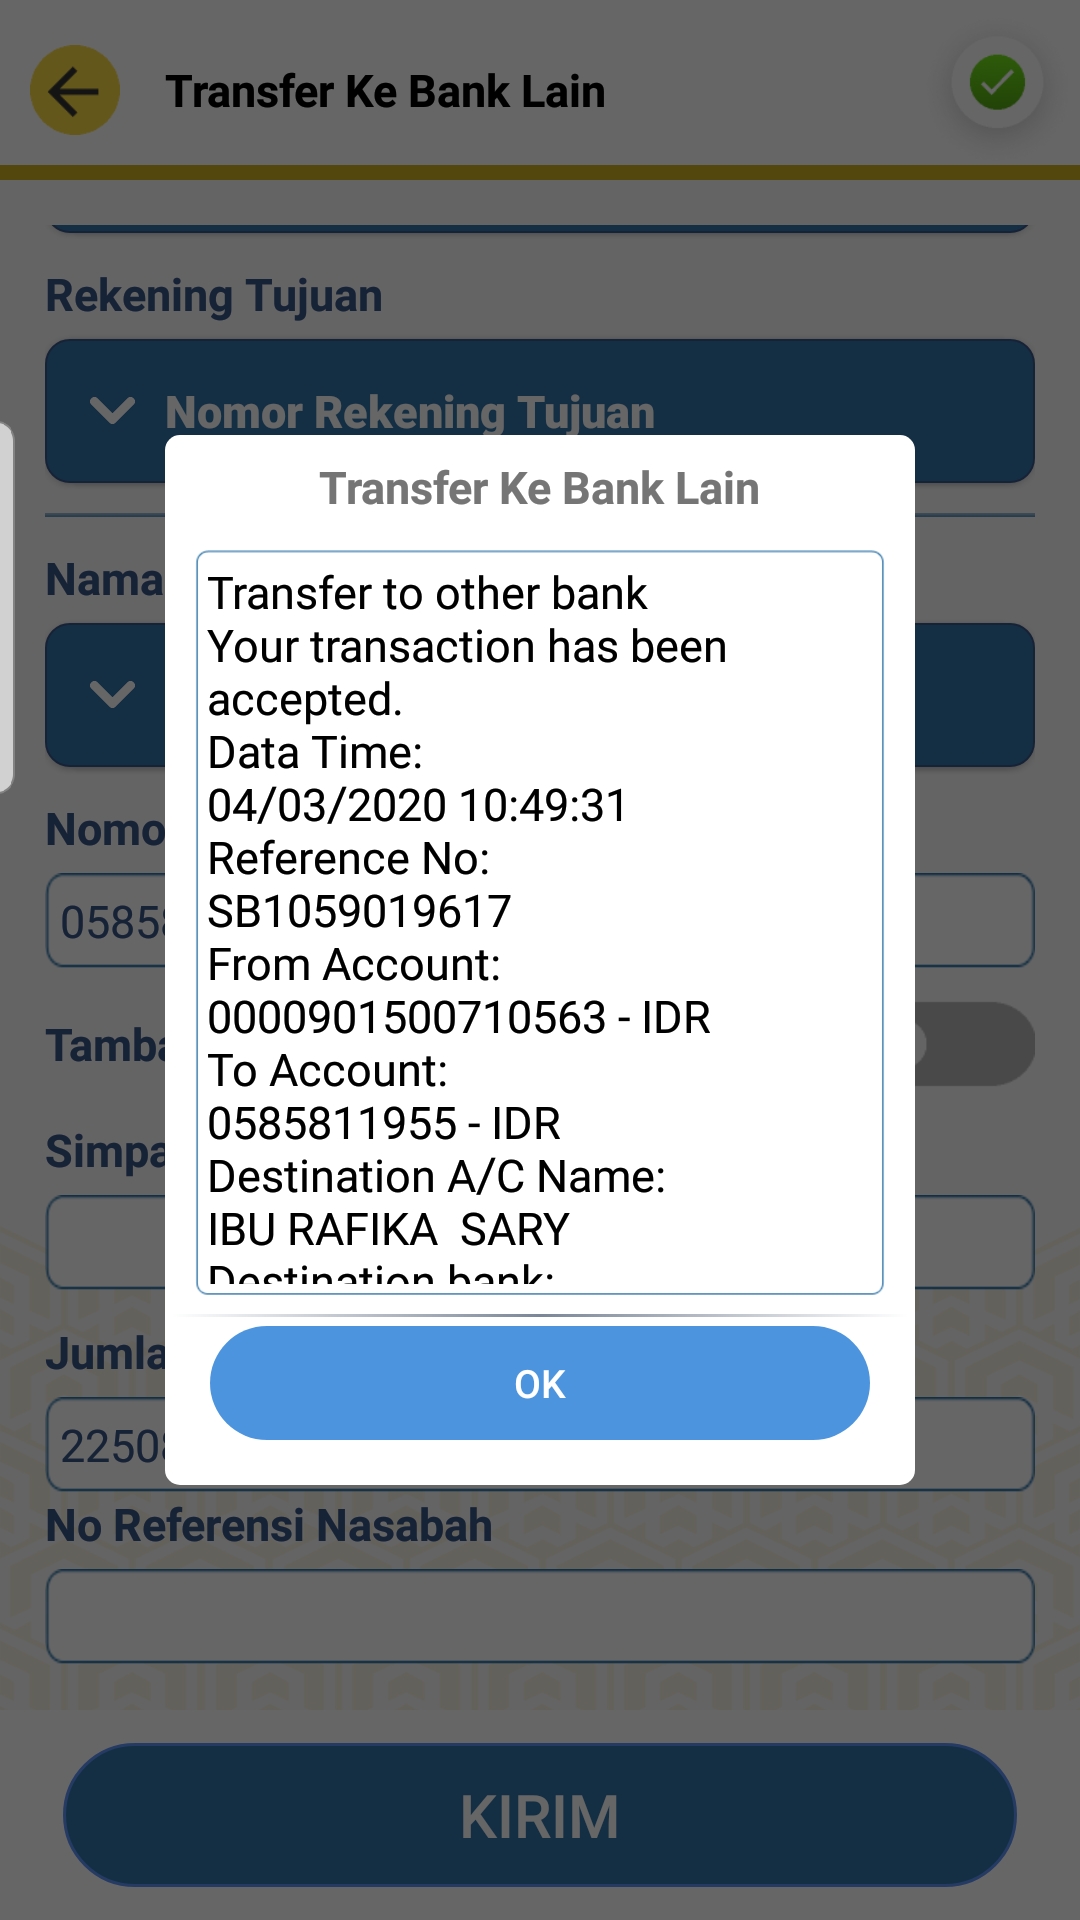 Transfer Ke Bank Lain
Rekening Tujuan
Nomor Rekening Tujuan
Transfer Ke Bank Lain
Transfer to other bank
Your transaction has been
accepted.
Data Time:
04/03/2020 10:49:31
Reference No:
SB1059019617
From Account:
0000901500710563 - IDR
To Account:
0585811955 - IDR
Destination A/C Name:
IBU RAFIKA  SARY
Destination bank:
OK
Nama
Nomo
0585
Tamba
Simpa
Jumla
2250
No Referensi Nasabah
KIRIM